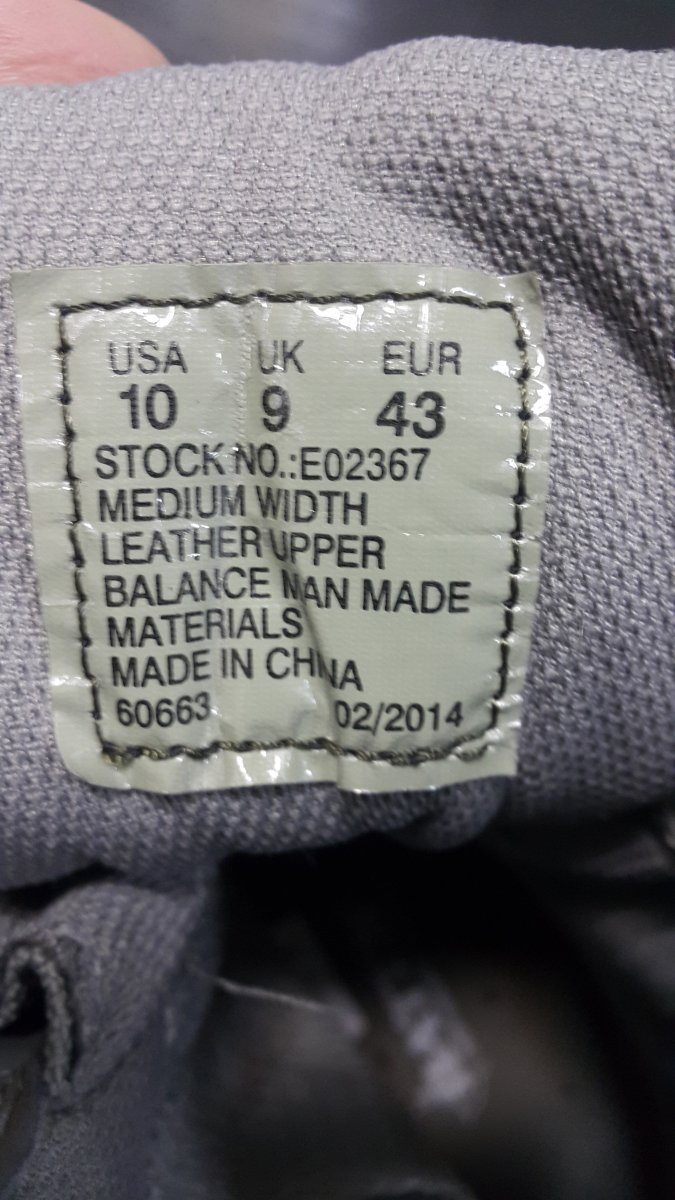 USA UK EUR
10 9 43
STOCK NO.:E02367
MEDIUM WIDTH
LEATHER UPPER
BALANCE MAN MADE
MATERIALS
MADE IN CHINA
60663 02/2014